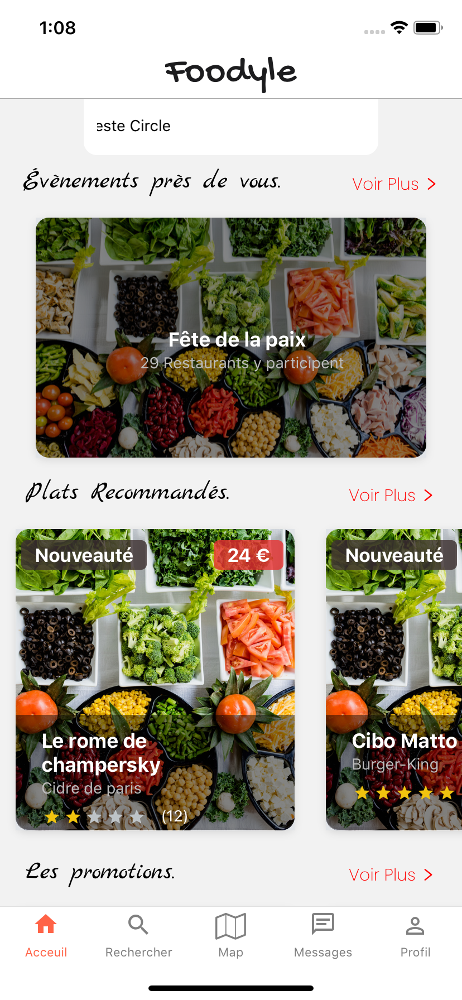 1:08
Foodyle
este Circle
Évènements près de vous.
Voir Plus
Fête de la paix
29 Restaurants y participent
Plats Recommandés.
Voir Plus
Nouveauté
24 €
Le rome de
champersky
Cidre de paris
(12)
Nouveauté
Cibo Matto
Burger-King
Les promotions.
Voir Plus
Acceuil
Rechercher
Map
Messages
Profil